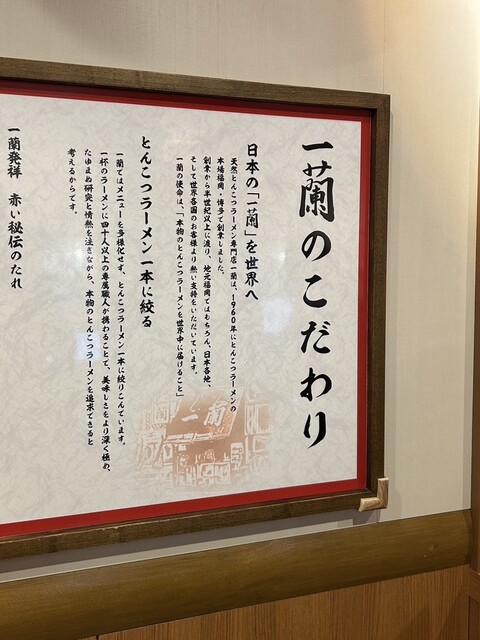 一蘭のこだわり
日本の「一蘭」を世界へ
天然とんこつラーメン専門店一蘭は、1960年にとんこつラーメンの
本場福岡・博多で創業しました。
創業から半世紀以上に渡り、地元福岡ではもちろん、日本各地、
そして世界各国のお客様より熱い支持をいただいています。
一蘭の使命は、「本物のとんこつラーメンを世界中に届けること」
とんこつラーメン一本に絞る
一蘭ではメニューを多様化せず、とんこつラーメン一本に絞りこんでいます。
一杯のラーメンに四十人以上の専属職人が携わることで、美味しさをより深く極め、
たゆまぬ研究と情熱を注ぎながら、本物のとんこつラーメンを追求できると
考えるからです。
一蘭発祥 赤い秘伝のたれ
一蘭